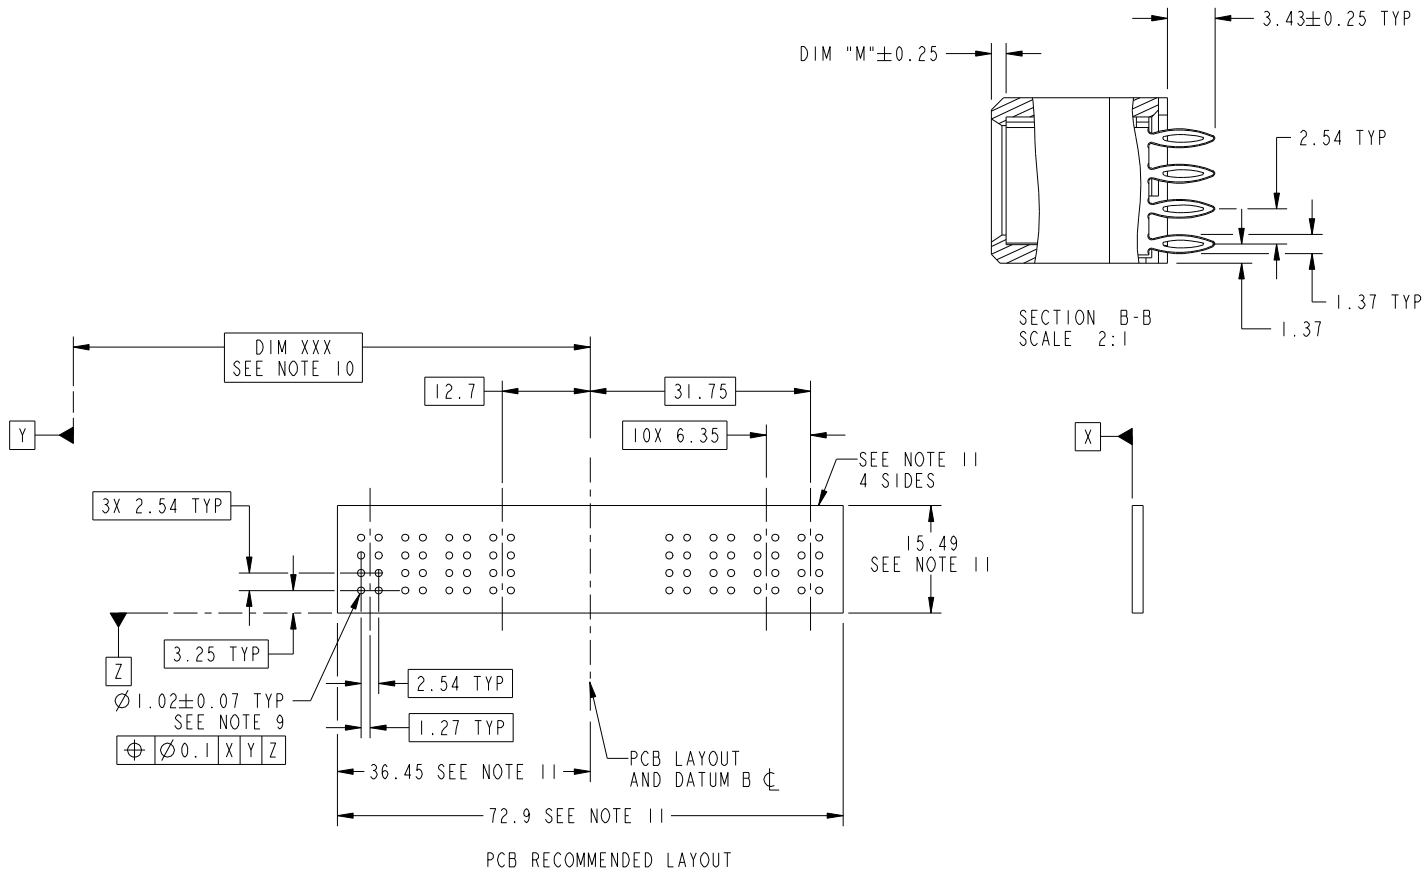 3.43±0.25 TYP
DIM "M"±0.25
2.54 TYP
1.37 TYP
1.37
SECTION B-B
SCALE 2:1
DIM XXX
SEE NOTE 10
12.7
31.75
10X 6.35
Y
X
SEE NOTE 11
4 SIDES
3X 2.54 TYP
15.49
SEE NOTE 11
3.25 TYP
Z
2.54 TYP
Ø1.02±0.07 TYP
SEE NOTE 9
1.27 TYP
⌖ Ø0.1 X Y Z
PCB LAYOUT
AND DATUM B ℄
36.45 SEE NOTE 11
72.9 SEE NOTE 11
PCB RECOMMENDED LAYOUT